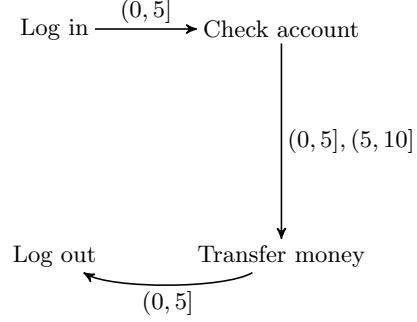 (0, 5]
Log in
Check account
(0, 5], (5, 10]
Log out
Transfer money
(0, 5]